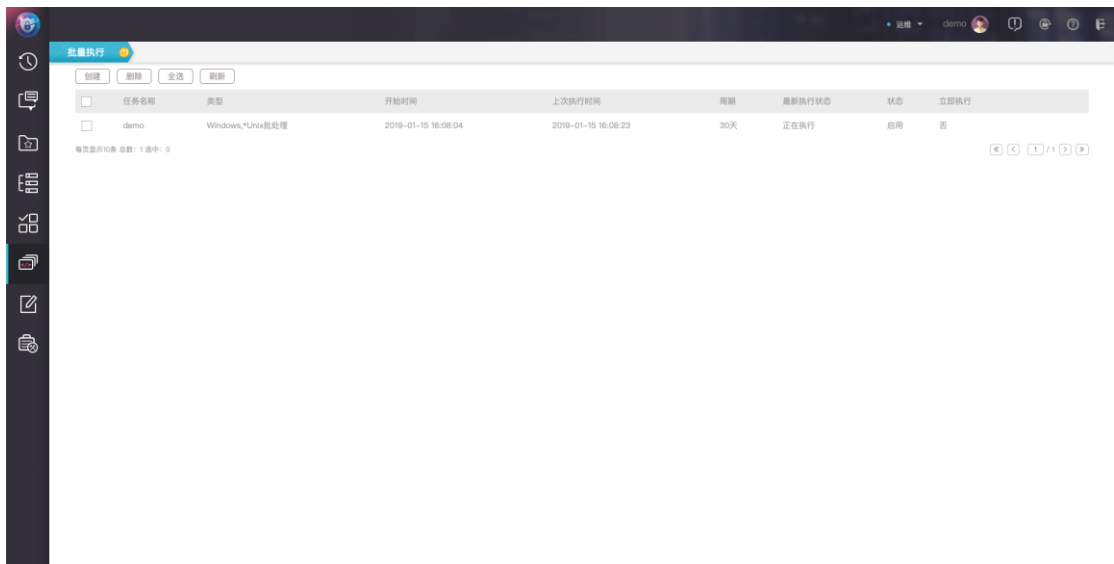 运维 demo
批量执行
创建 删除 全选 刷新
任务名称 类型 开始时间 上次执行时间 周期 最新执行状态 状态 立即执行
demo Windows,*Unix批处理 2019-01-15 16:08:04 2019-01-15 16:08:23 30天 正在执行 启用 否
每页显示10条 总数: 1 选中: 0 1 / 1